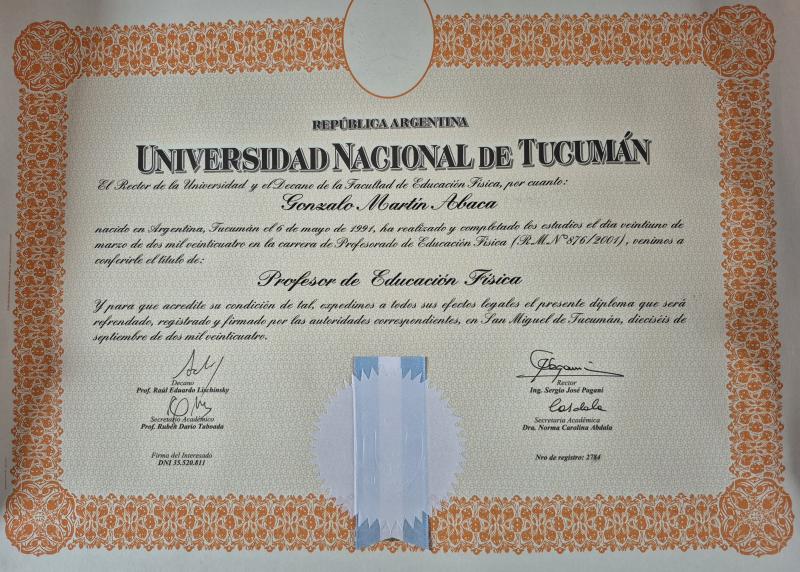 REPÚBLICA ARGENTINA
UNIVERSIDAD NACIONAL DE TUCUMÁN
El Rector de la Universidad y el Decano de la Facultad de Educación Física, por cuanto:
Gonzalo Martín Abaca
nacido en Argentina, Tucumán el 6 de mayo de 1991, ha realizado y completado los estudios el día veintiuno de
marzo de dos mil veinticuatro en la carrera de Profesorado de Educación Física (R.M.N°876/2001), venimos a
conferirle el título de:
Profesor de Educación Física
Y para que acredite su condición de tal, expedimos a todos sus efectos legales el presente diploma que será
refrendado, registrado y firmado por las autoridades correspondientes, en San Miguel de Tucumán, dieciséis de
septiembre de dos mil veinticuatro.
Decano
Prof. Raúl Eduardo Lischinsky
Secretario Académico
Prof. Rubén Darío Taboada
Firma del Interesado
DNI 35.520.811
Rector
Ing. Sergio José Pagani
Secretaria Académica
Dra. Norma Carolina Abdala
Nro de registro: 2784